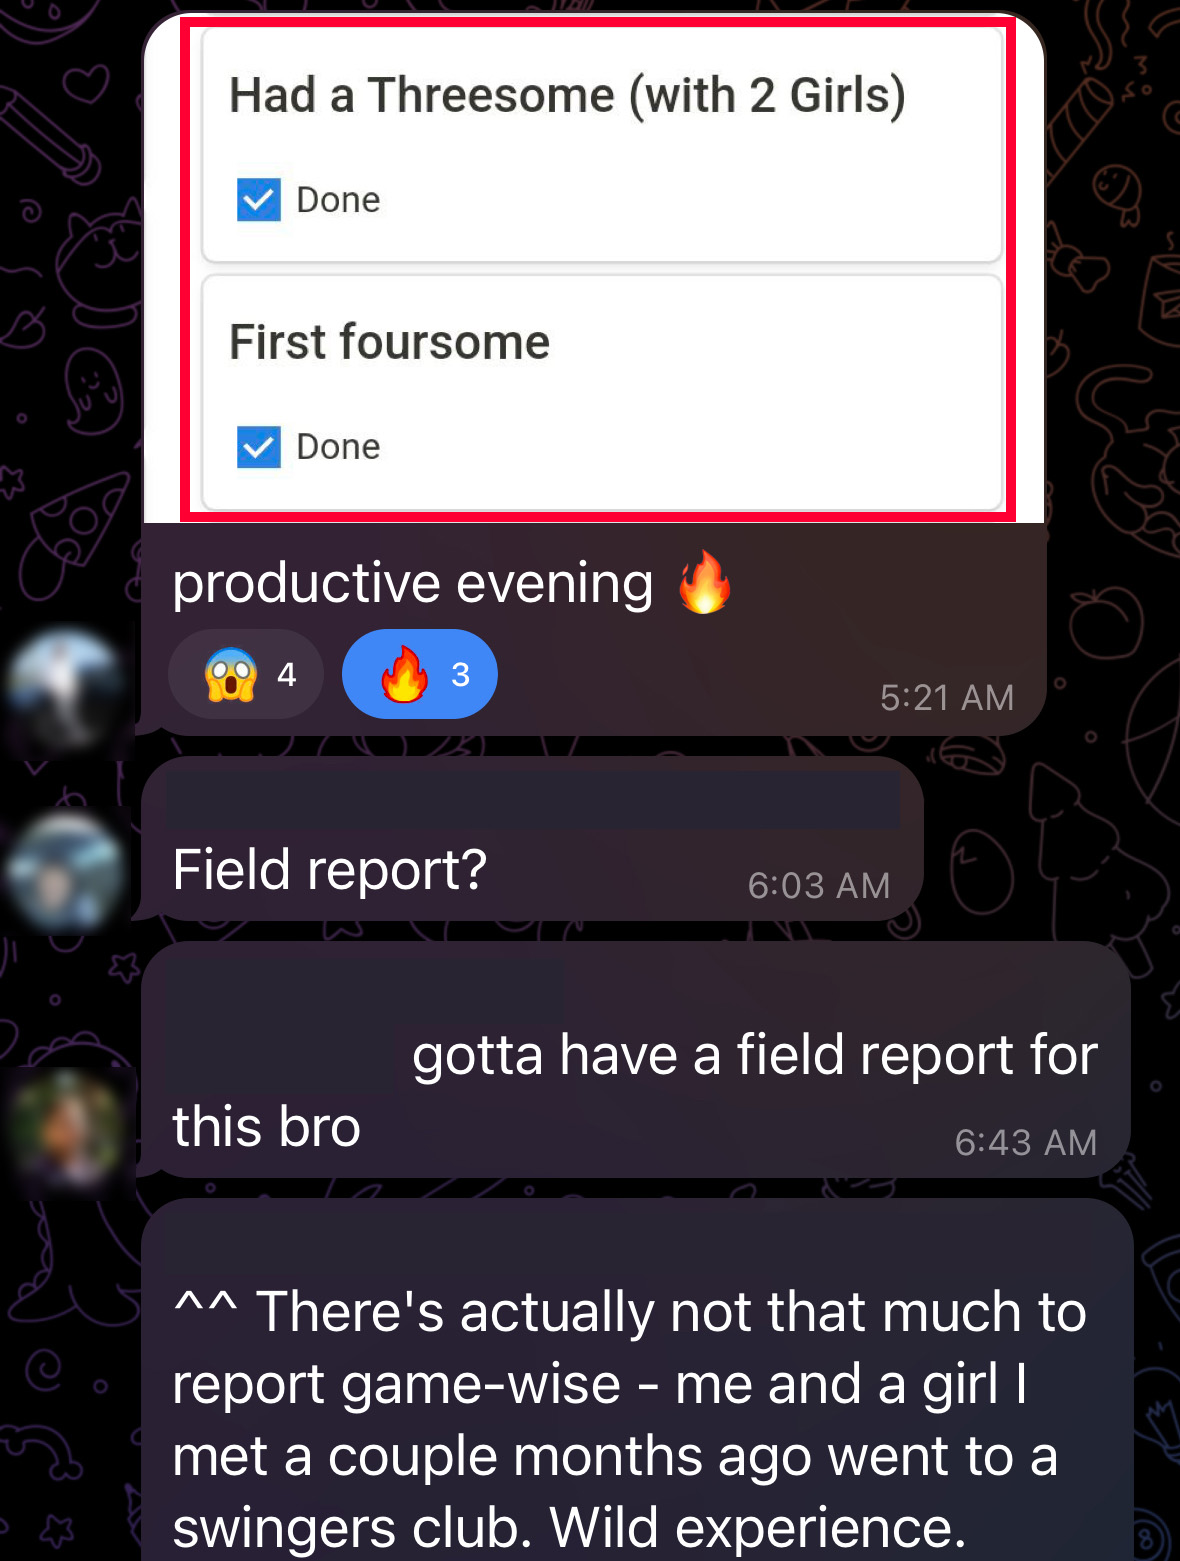 Had a Threesome (with 2 Girls)
Done
First foursome
Done
productive evening 🔥
😱 4 🔥 3
5:21 AM
Field report?
6:03 AM
gotta have a field report for
this bro
6:43 AM
^^ There's actually not that much to
report game-wise - me and a girl I
met a couple months ago went to a
swingers club. Wild experience.